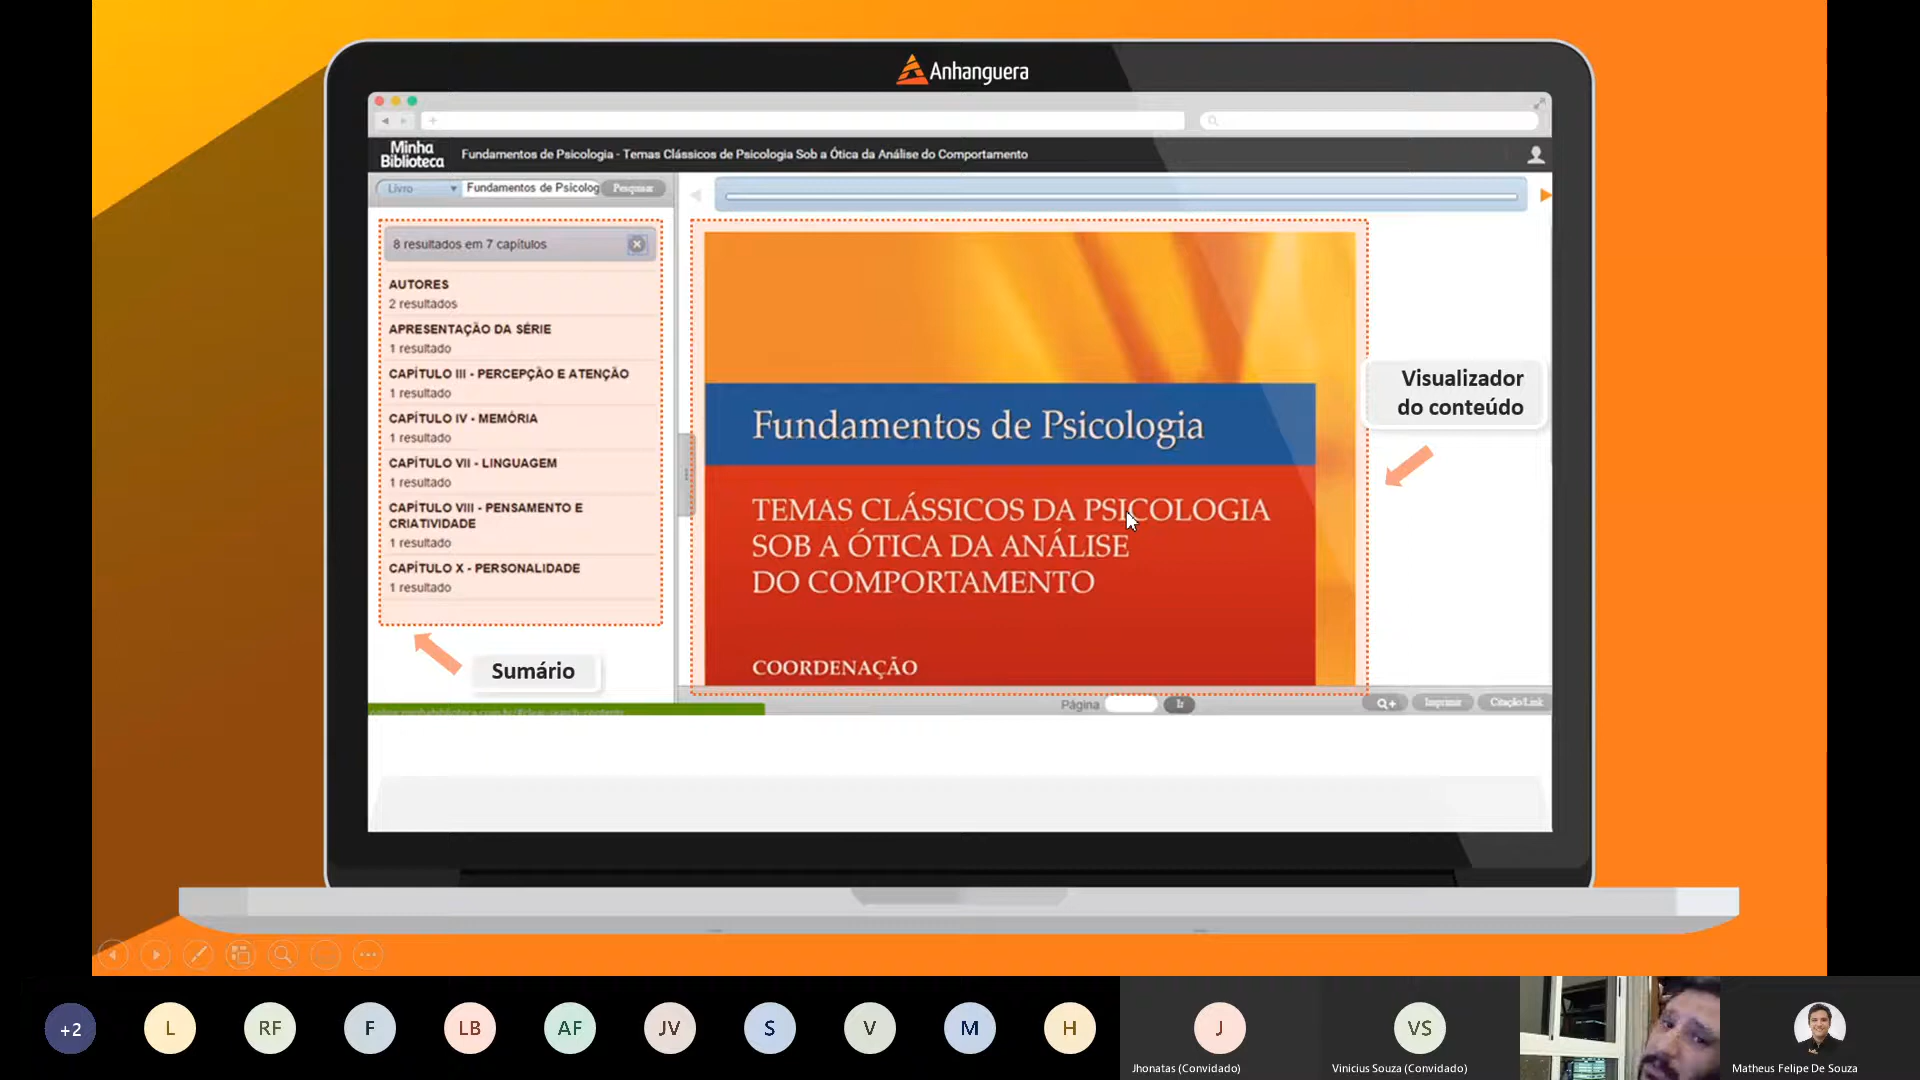 Anhanguera
Minha
Biblioteca
Fundamentos de Psicologia - Temas Clássicos de Psicologia Sob a Ótica da Análise do Comportamento
Livro
Fundamentos de Psicolog
Pesquisar
8 resultados em 7 capítulos
AUTORES
2 resultados
APRESENTAÇÃO DA SÉRIE
1 resultado
CAPÍTULO III - PERCEPÇÃO E ATENÇÃO
1 resultado
CAPÍTULO IV - MEMÓRIA
1 resultado
CAPÍTULO VII - LINGUAGEM
1 resultado
CAPÍTULO VIII - PENSAMENTO E
CRIATIVIDADE
1 resultado
CAPÍTULO X - PERSONALIDADE
1 resultado
Sumário
Fundamentos de Psicologia
TEMAS CLÁSSICOS DA PSICOLOGIA
SOB A ÓTICA DA ANÁLISE
DO COMPORTAMENTO
COORDENAÇÃO
Visualizador
do conteúdo
Página
Ir
Imprimir
Citação/Link
+2
L
RF
F
LB
AF
JV
S
V
M
H
J
VS
Jhonatas (Convidado)
Vinicius Souza (Convidado)
Matheus Felipe De Souza